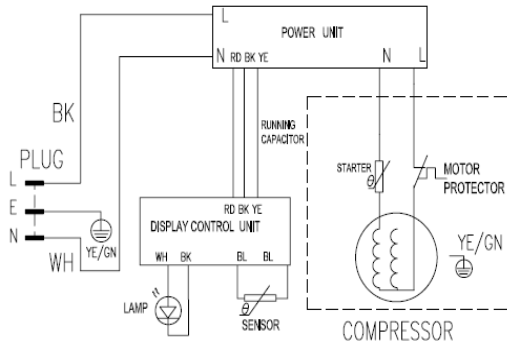 L
POWER UNIT
N RD BK YE
N
L
BK
RUNNING
CAPACITOR
PLUG
L
E
N
YE/GN
WH
STARTER
θ
MOTOR
PROTECTOR
RD BK YE
DISPLAY CONTROL UNIT
WH
BK
BL
BL
YE/GN
LAMP
θ
SENSOR
COMPRESSOR